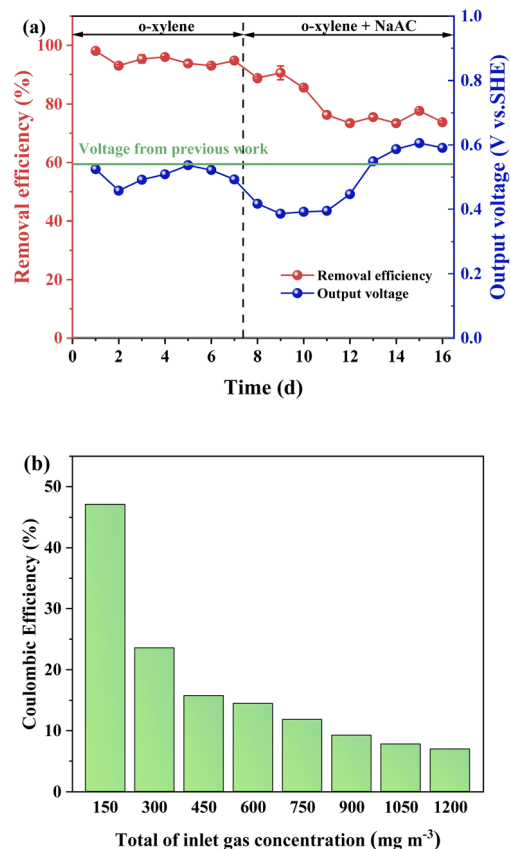 (a)
o-xylene
o-xylene + NaAC
100
80
60
40
20
0
Removal efficiency (%)
1.0
0.8
0.6
0.4
0.2
0.0
Output voltage (V vs.SHE)
Voltage from previous work
Removal efficiency
Output voltage
0 2 4 6 8 10 12 14 16
Time (d)
(b)
50
40
30
20
10
0
Coulombic Efficiency (%)
150 300 450 600 750 900 1050 1200
Total of inlet gas concentration (mg m⁻³)